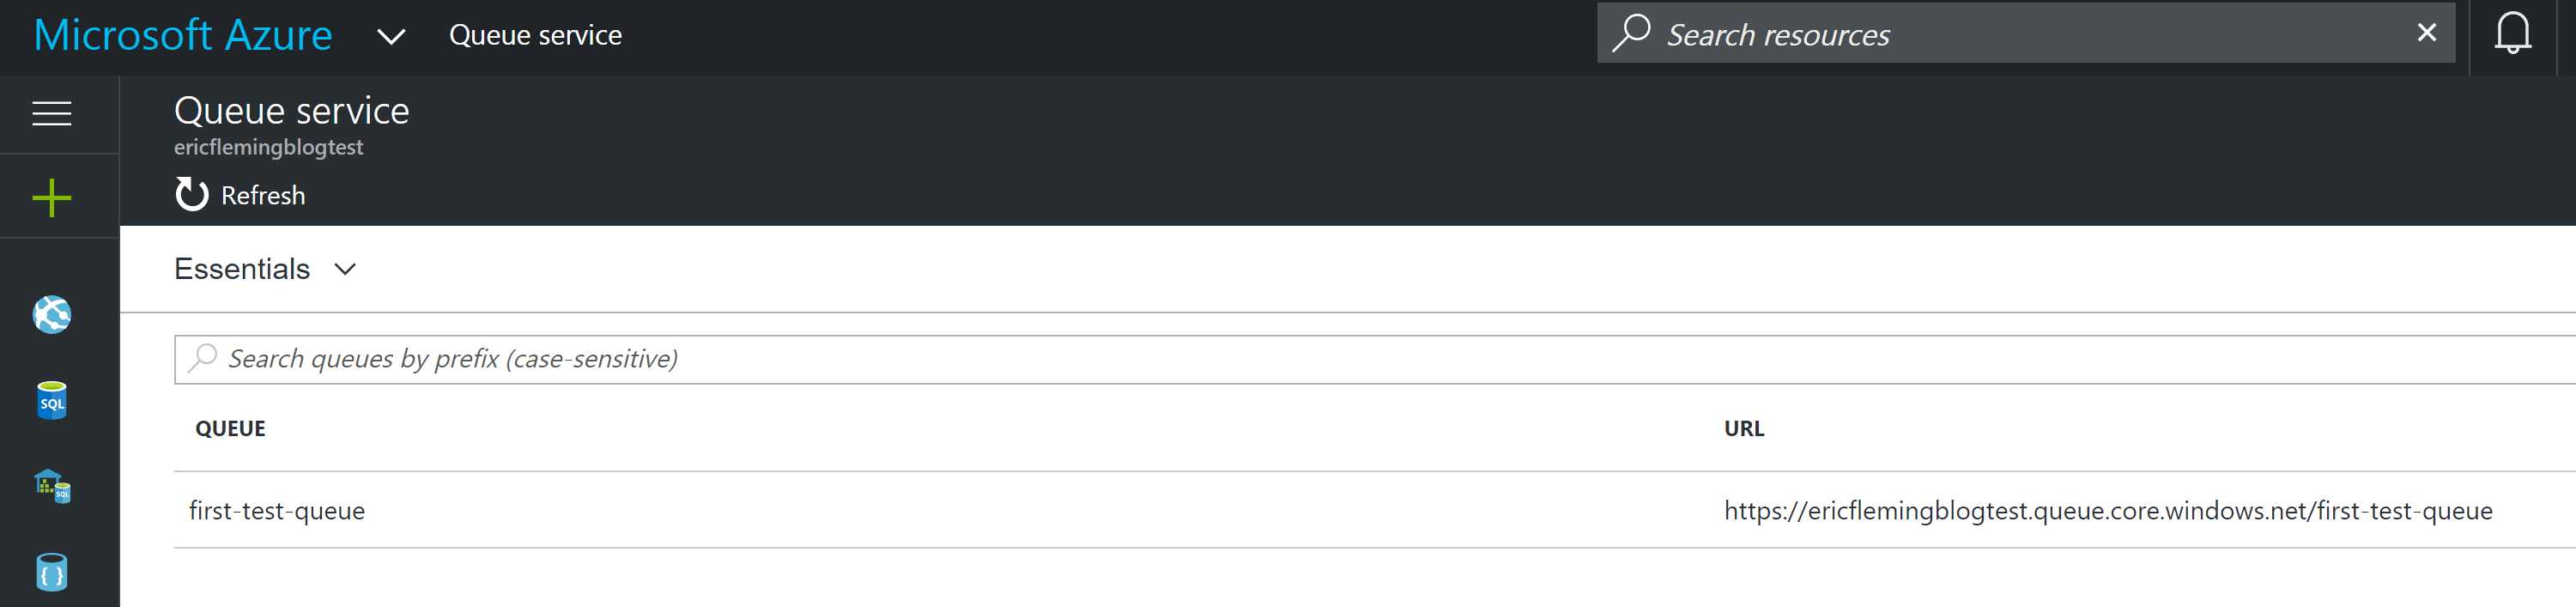 Microsoft Azure Queue service Search resources
Queue service
ericflemingblogtest
Refresh
Essentials
Search queues by prefix (case-sensitive)
QUEUE URL
first-test-queue https://ericflemingblogtest.queue.core.windows.net/first-test-queue
SQL
SQL
{ }